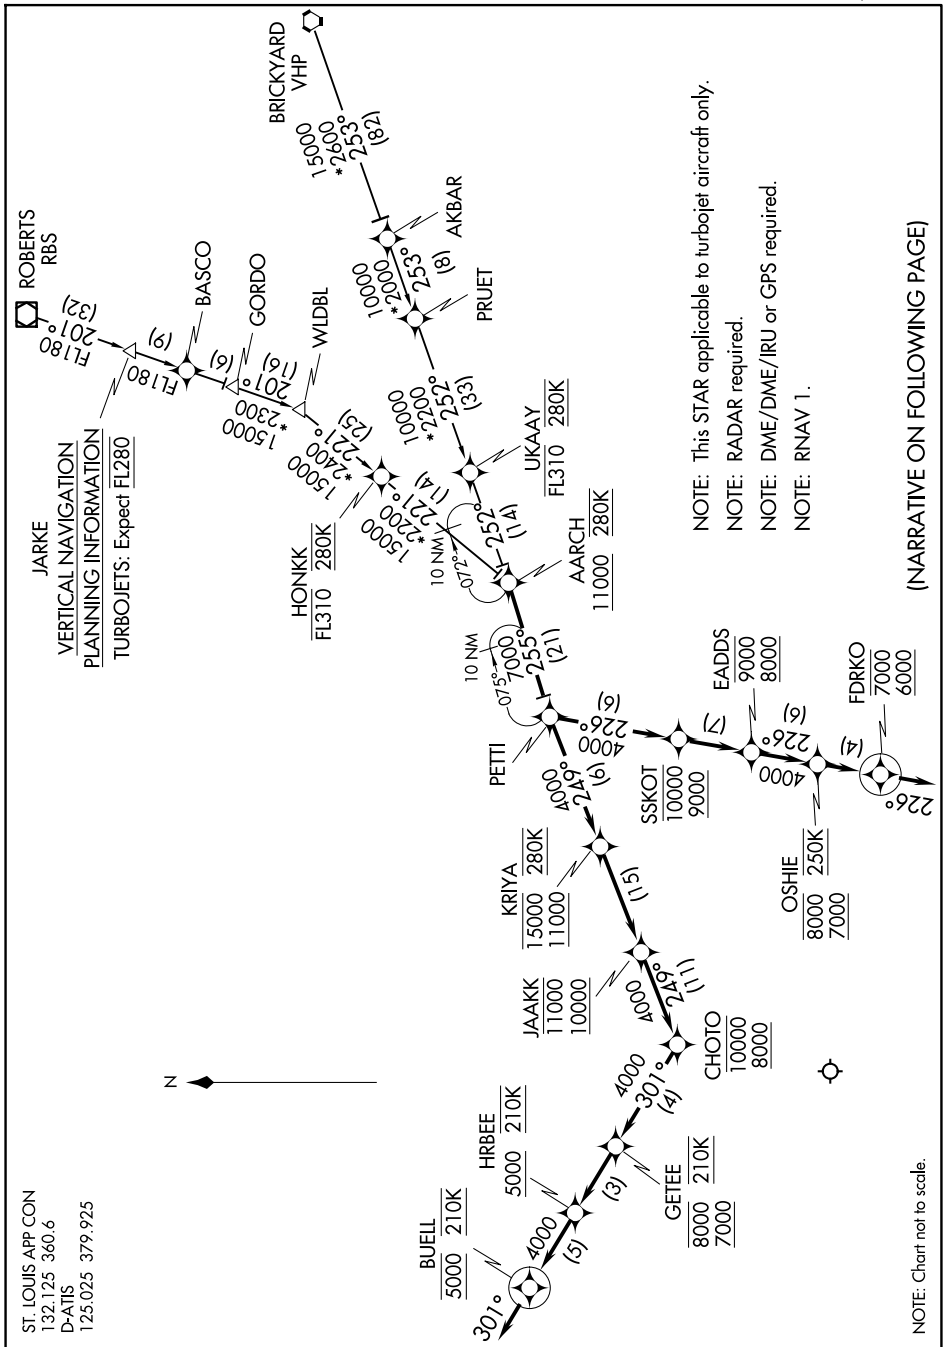 ST. LOUIS APP CON
132.125 360.6
D-ATIS
125.025 379.925
N
ROBERTS
RBS
FL180
201°
(32)
JARKE
VERTICAL NAVIGATION
PLANNING INFORMATION
TURBOJETS: Expect FL280
FL180
(9)
BASCO
(6)
GORDO
15000
*2300
201°
(16)
WLDBL
15000
*2400
221°
(25)
HONKK
FL310 280K
15000
*2200
221°
(14)
BRICKYARD
VHP
15000
*2600
253°
(82)
AKBAR
10000
*2000
253°
(8)
PRUET
10000
*2200
252°
(33)
UKAAY
FL310 280K
252°
(14)
10 NM
072°
AARCH
11000 280K
10 NM
075°
7000
255°
(21)
PETTI
4000
249°
(6)
KRIYA
15000 280K
11000
(15)
JAAKK
11000
10000
4000
249°
(11)
CHOTO
10000
8000
4000
301°
(4)
GETEE
8000 210K
7000
(3)
HRBEE
5000 210K
4000
(5)
BUELL
5000 210K
301°
4000
226°
(6)
SSKOT
10000
9000
(7)
EADDS
9000
8000
4000
226°
(6)
OSHIE
8000 250K
7000
(4)
FDRKO
7000
6000
226°
NOTE: This STAR applicable to turbojet aircraft only.
NOTE: RADAR required.
NOTE: DME/DME/IRU or GPS required.
NOTE: RNAV 1.
(NARRATIVE ON FOLLOWING PAGE)
NOTE: Chart not to scale.